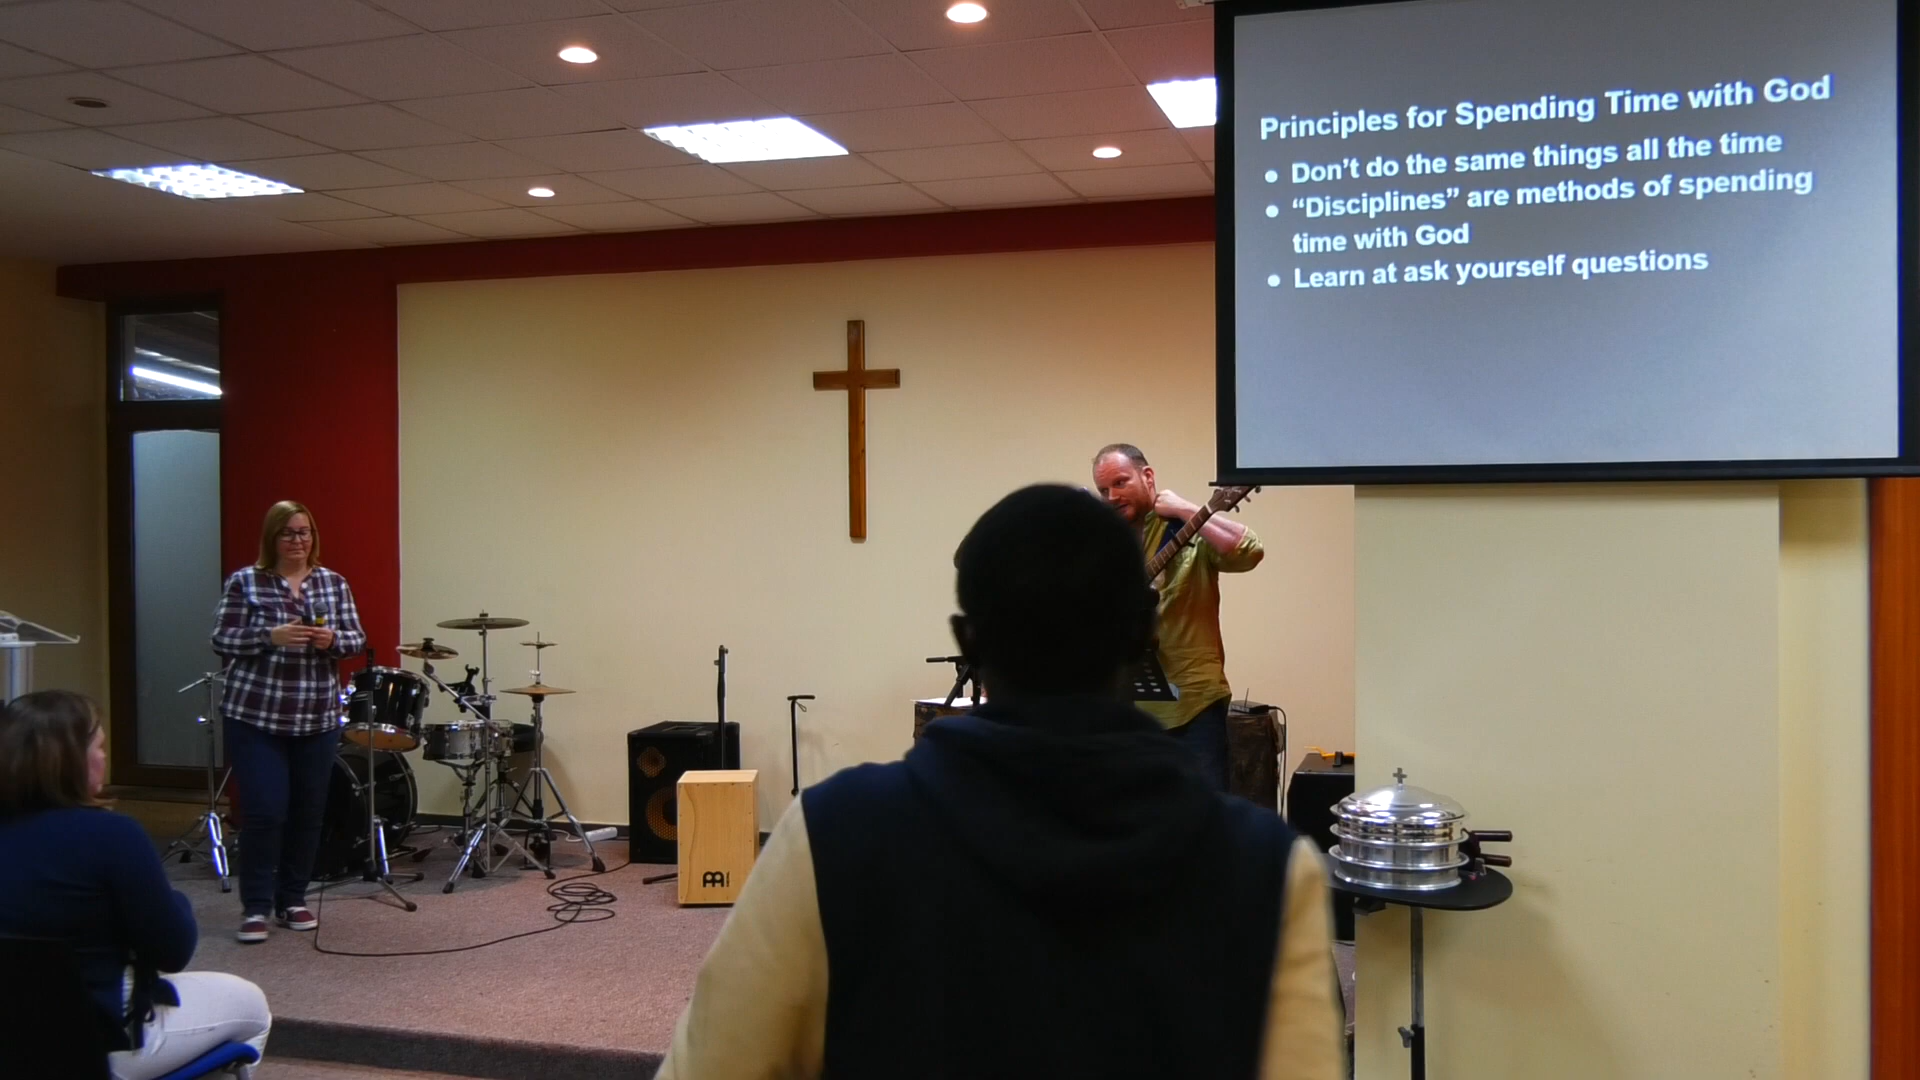 Principles for Spending Time with God
• Don't do the same things all the time
• “Disciplines” are methods of spending
time with God
• Learn at ask yourself questions